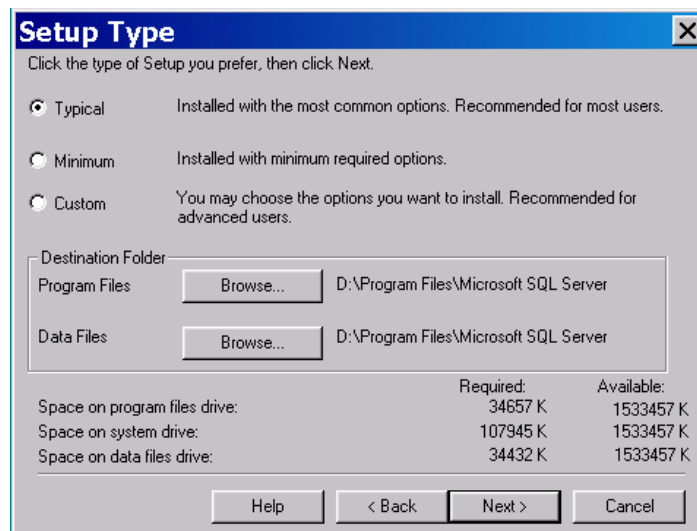 Setup Type
Click the type of Setup you prefer, then click Next.
Typical Installed with the most common options. Recommended for most users.
Minimum Installed with minimum required options.
Custom You may choose the options you want to install. Recommended for
advanced users.
Destination Folder
Program Files Browse... D:\Program Files\Microsoft SQL Server
Data Files Browse... D:\Program Files\Microsoft SQL Server
Required: Available:
Space on program files drive: 34657 K 1533457 K
Space on system drive: 107945 K 1533457 K
Space on data files drive: 34432 K 1533457 K
Help < Back Next > Cancel